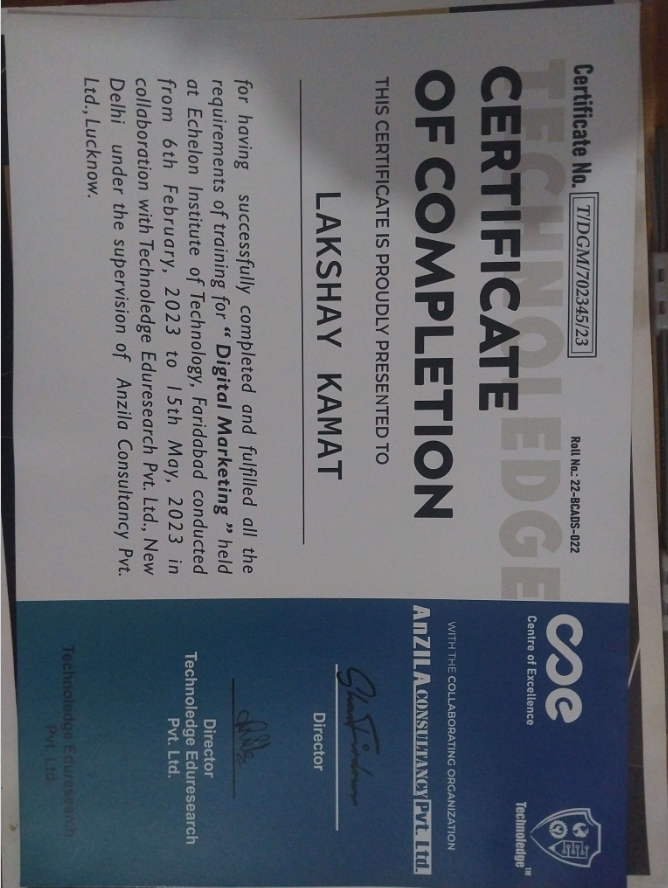 Certificate No. T/DGM/702345/23
Roll No.: 22-BCADS-022
TECHNOLEDGE
CERTIFICATE
OF COMPLETION
THIS CERTIFICATE IS PROUDLY PRESENTED TO
LAKSHAY KAMAT
for having successfully completed and fulfilled all the
requirements of training for " Digital Marketing " held
at Echelon Institute of Technology, Faridabad conducted
from 6th February, 2023 to 15th May, 2023 in
collaboration with Technoledge Eduresearch Pvt. Ltd., New
Delhi under the supervision of Anzila Consultancy Pvt.
Ltd., Lucknow.
coe
Centre of Excellence
Technoledge™
WITH THE COLLABORATING ORGANIZATION
AnZILA CONSULTANCY Pvt. Ltd.
Director
Director
Technoledge Eduresearch
Pvt. Ltd.
Technoledge Eduresearch
Pvt. Ltd.